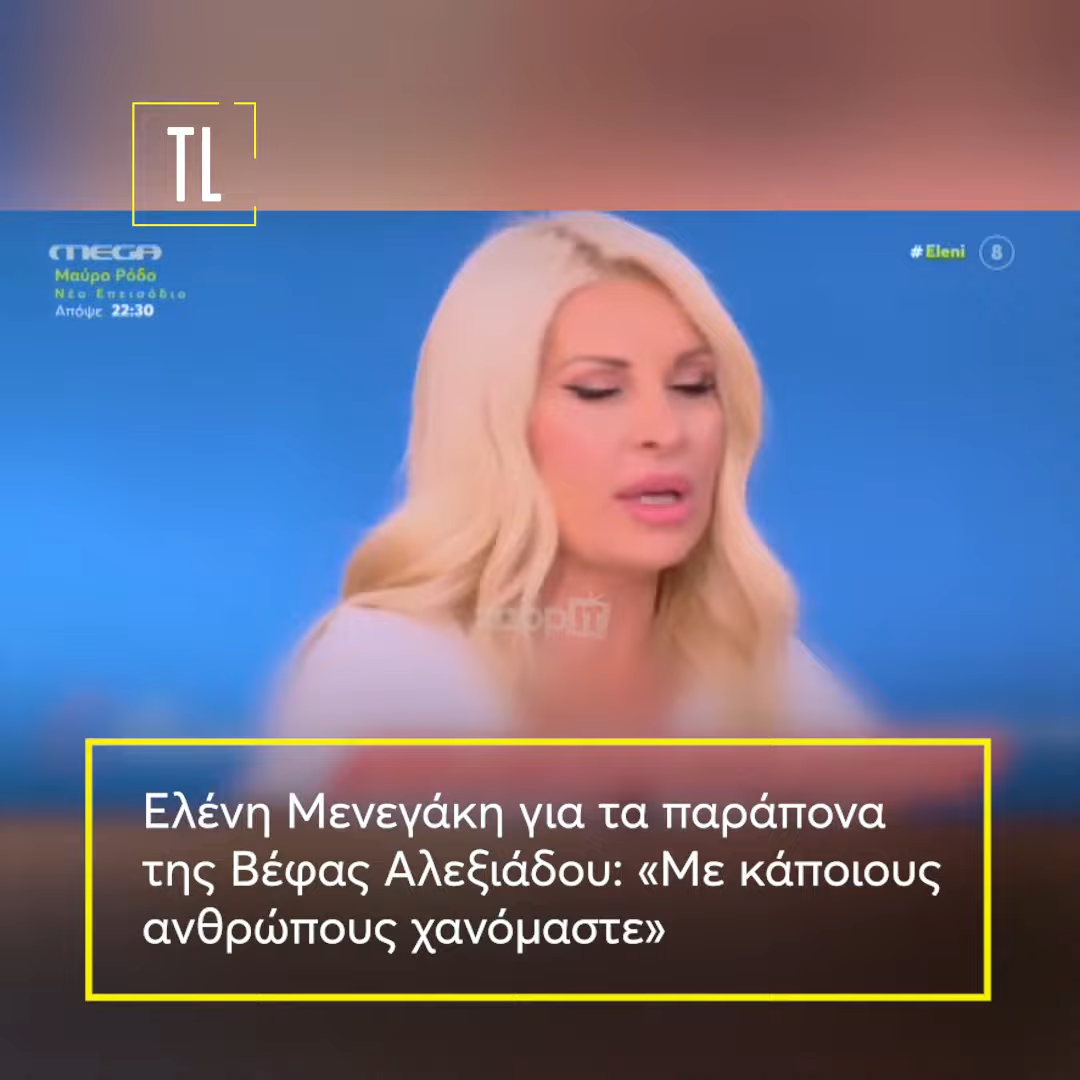 TL
MEGA
Μαύρο Ρόδο
Νέο Επεισόδιο
Απόψε 22:30
#Eleni 8
Ελένη Μενεγάκη για τα παράπονα
της Βέφας Αλεξιάδου: «Με κάποιους
ανθρώπους χανόμαστε»